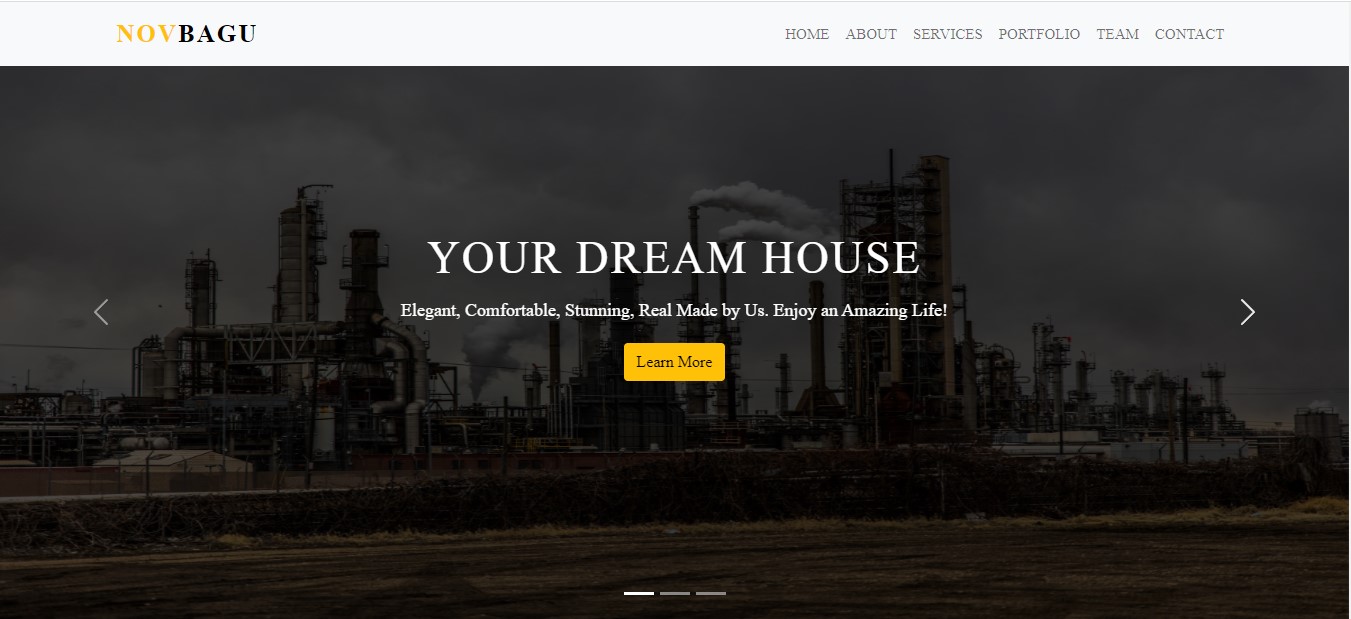 NOVBAGU
HOME ABOUT SERVICES PORTFOLIO TEAM CONTACT
YOUR DREAM HOUSE
Elegant, Comfortable, Stunning, Real Made by Us. Enjoy an Amazing Life!
Learn More